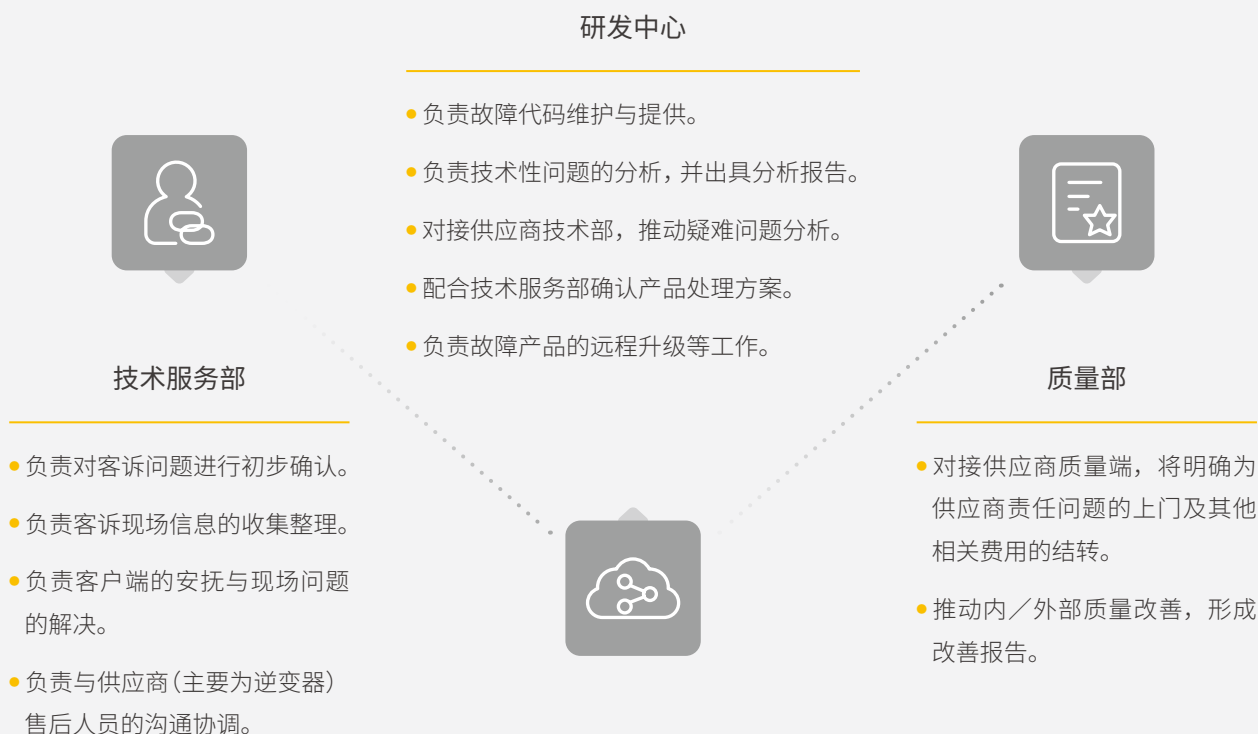 研发中心
负责故障代码维护与提供。
负责技术性问题的分析，并出具分析报告。
对接供应商技术部，推动疑难问题分析。
配合技术服务部确认产品处理方案。
负责故障产品的远程升级等工作。
技术服务部
负责对客诉问题进行初步确认。
负责客诉现场信息的收集整理。
负责客户端的安抚与现场问题
的解决。
负责与供应商（主要为逆变器）
售后人员的沟通协调。
质量部
对接供应商质量端，将明确为
供应商责任问题的上门及其他
相关费用的结转。
推动内／外部质量改善，形成
改善报告。